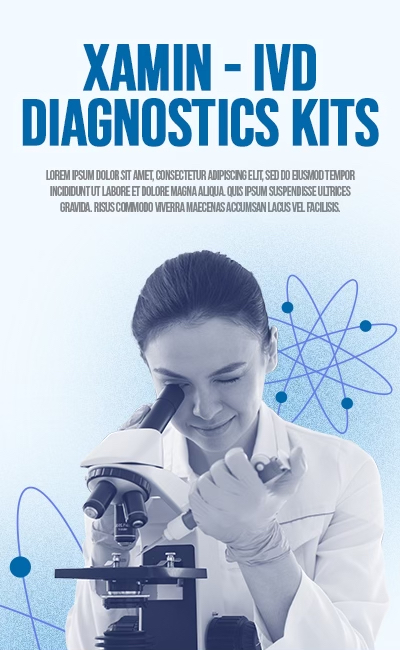 XAMIN - IVD
DIAGNOSTICS KITS
LOREM IPSUM DOLOR SIT AMET, CONSECTETUR ADIPISCING ELIT, SED DO EIUSMOD TEMPOR
INCIDIDUNT UT LABORE ET DOLORE MAGNA ALIQUA. QUIS IPSUM SUSPENDISSE ULTRICES
GRAVIDA. RISUS COMMODO VIVERRA MAECENAS ACCUMSAN LACUS VEL FACILISIS.